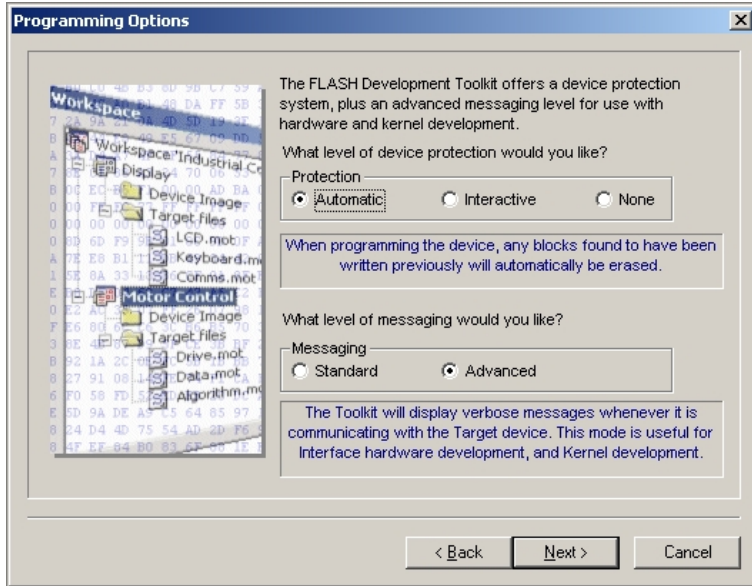 Programming Options
The FLASH Development Toolkit offers a device protection
system, plus an advanced messaging level for use with
hardware and kernel development.
What level of device protection would you like?
Protection
Automatic
Interactive
None
When programming the device, any blocks found to have been
written previously will automatically be erased.
What level of messaging would you like?
Messaging
Standard
Advanced
The Toolkit will display verbose messages whenever it is
communicating with the Target device. This mode is useful for
Interface hardware development, and Kernel development.
Workspace
Workspace "Industrial Co
Display
Device Image
Target files
LCD.mot
Keyboard.m
Comms.mot
Motor Control
Device Image
Target files
Drive.mot
Data.mot
Algorithm.mo
< Back
Next >
Cancel